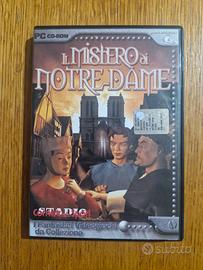 PC CD-ROM
IL MISTERO di
NOTRE-DAME
STADIO
I Fantastici Videogiochi
da Collezione
subito